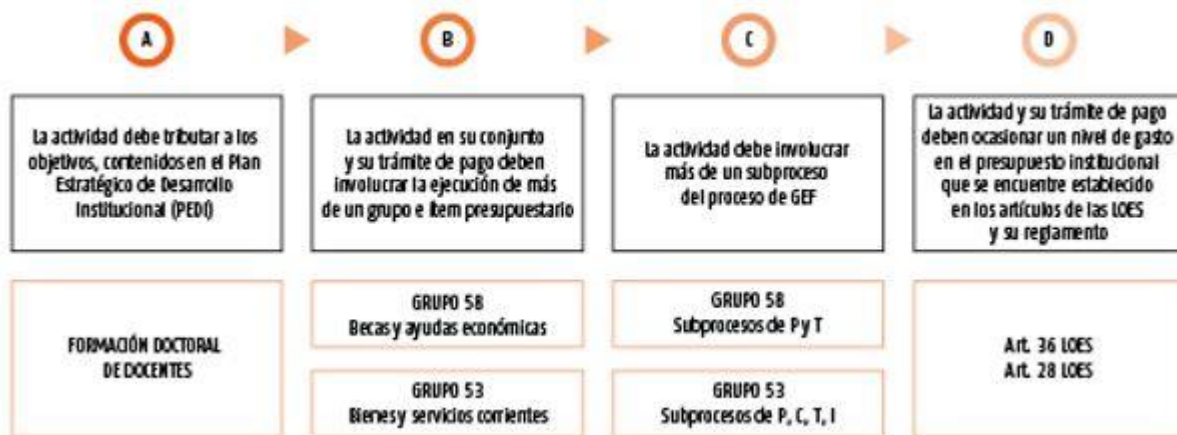 A
B
C
D
La actividad debe tributar a los
objetivos, contenidos en el Plan
Estratégico de Desarrollo
Institucional (PEDI)
La actividad en su conjunto
y su trámite de pago deben
involucrar la ejecución de más
de un grupo e ítem presupuestario
La actividad debe involucrar
más de un subproceso
del proceso de GEF
La actividad y su trámite de pago
deben ocasionar un nivel de gasto
en el presupuesto institucional
que se encuentre establecido
en los artículos de las LOES
y su reglamento
FORMACIÓN DOCTORAL
DE DOCENTES
GRUPO 58
Becas y ayudas económicas
GRUPO 53
Bienes y servicios corrientes
GRUPO 58
Subprocesos de P y T
GRUPO 53
Subprocesos de P, C, T, I
Art. 36 LOES
Art. 28 LOES